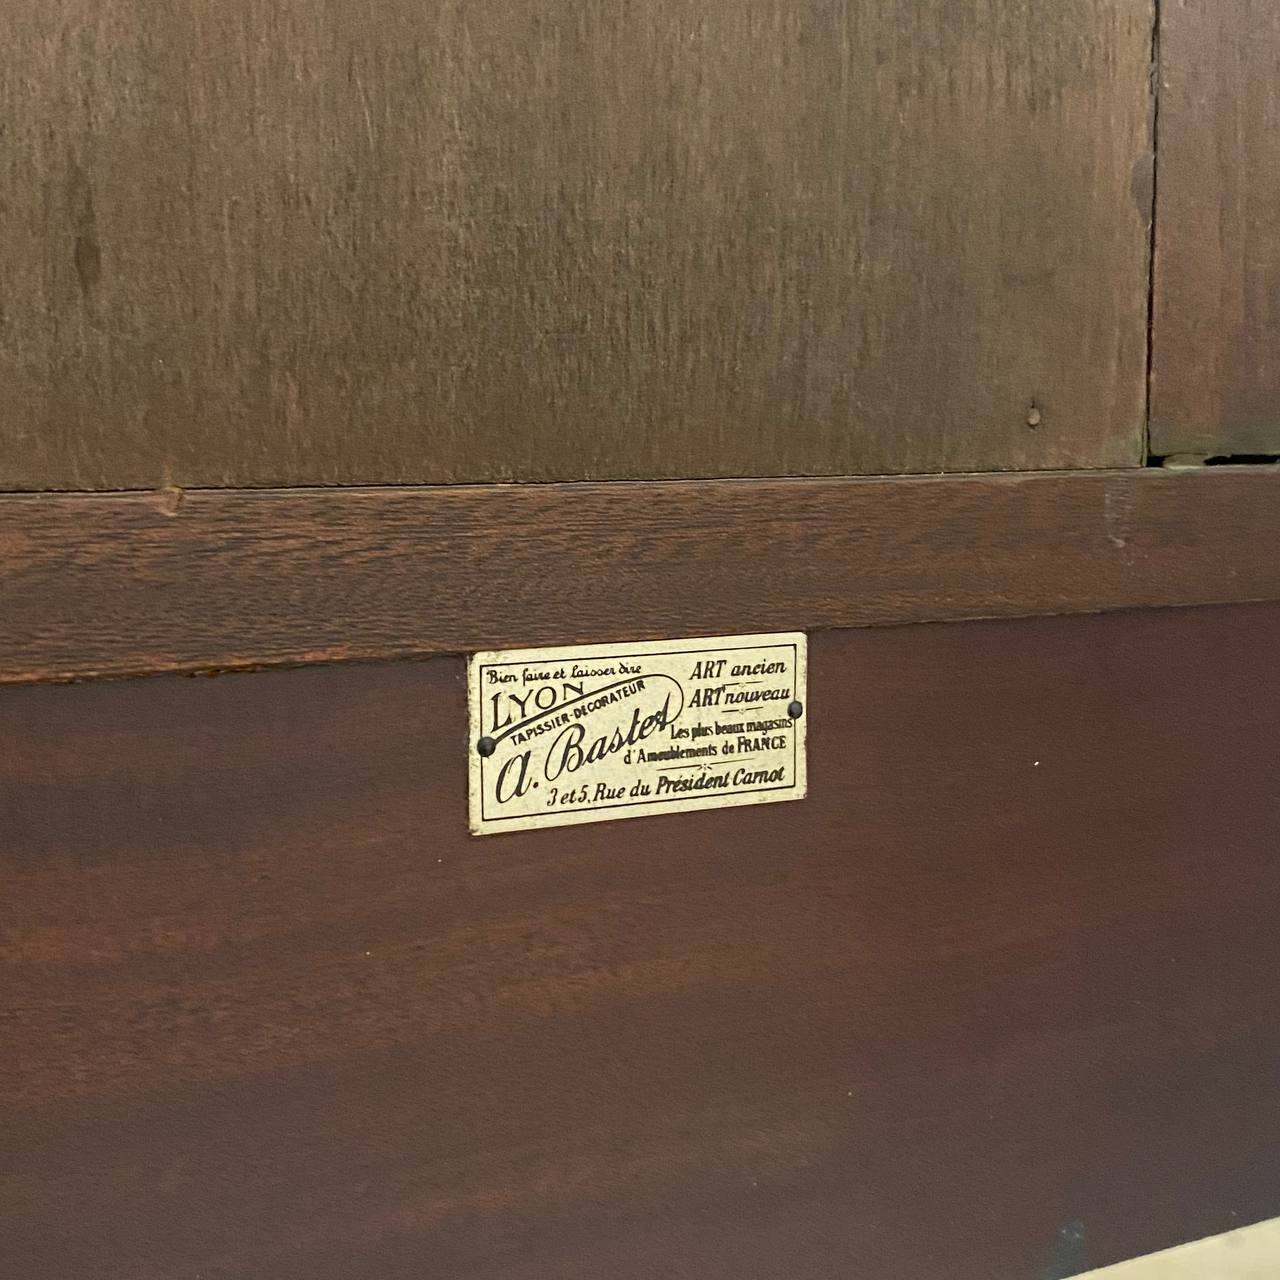 Bien faire et laisser dire
LYON
TAPISSIER-DÉCORATEUR
A. Bastet
ART ancien
ART nouveau
Les plus beaux magasins
d'Ameublements de FRANCE
3 et 5, Rue du Président Carnot